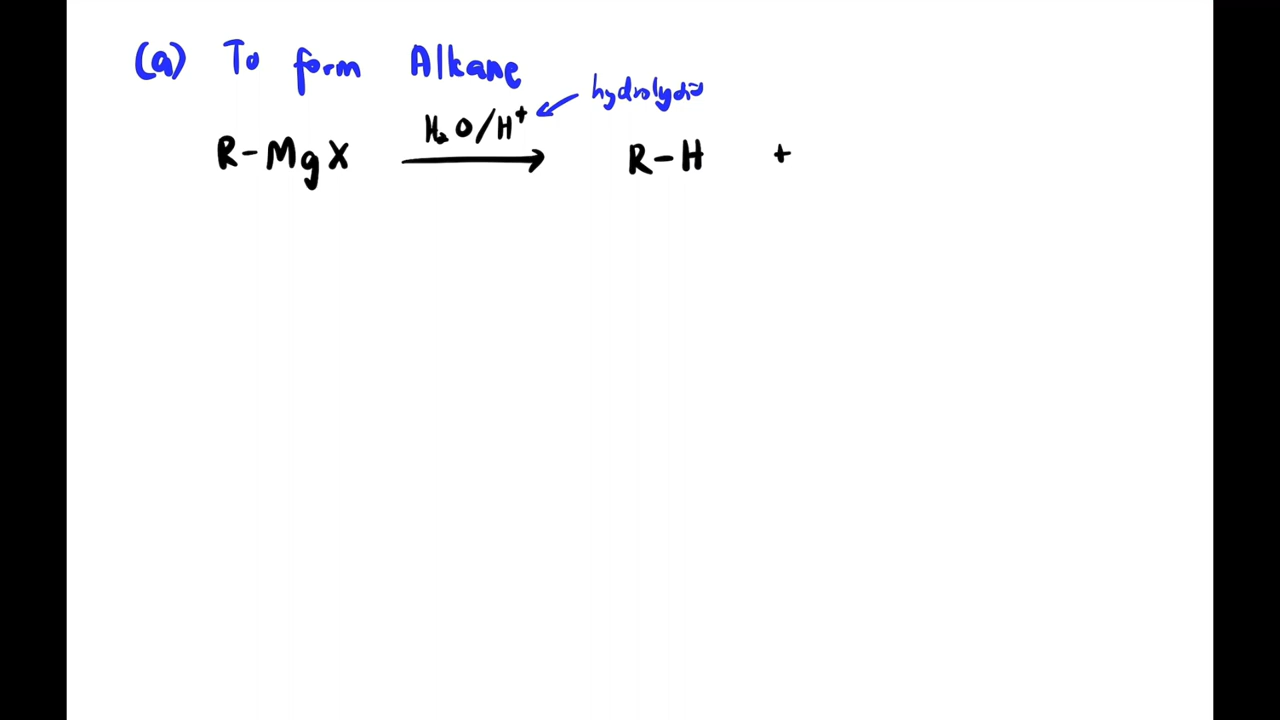 (a) To form Alkane
hydrolysis
H₂O/H⁺
R-MgX → R-H +